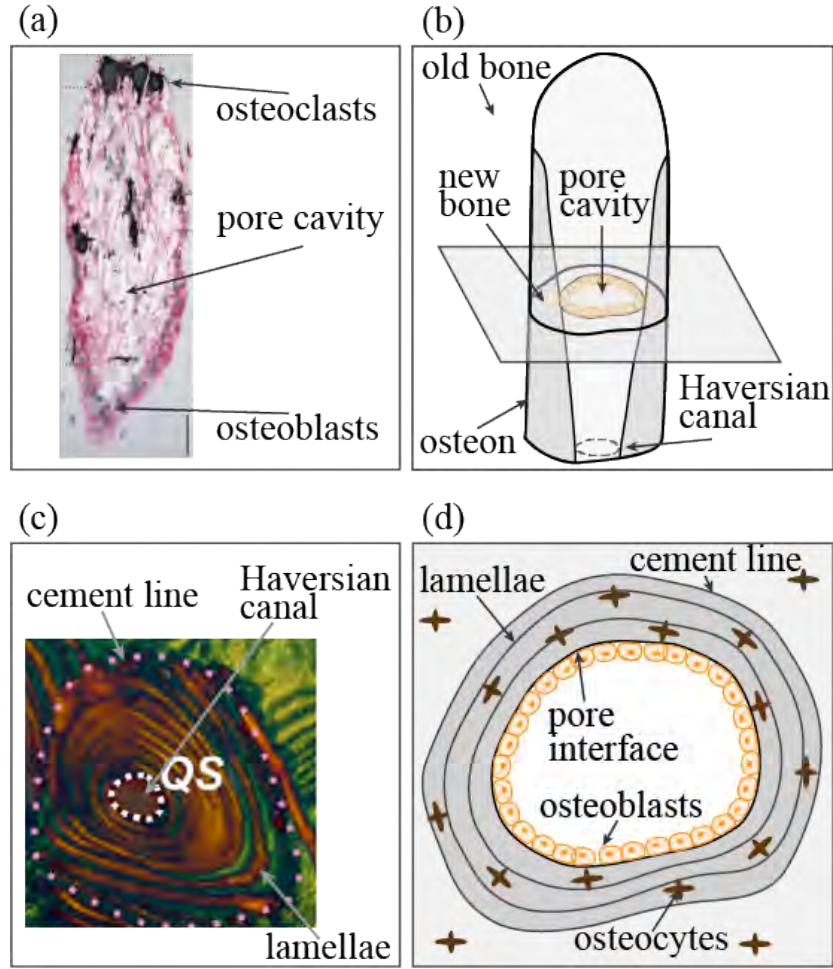 (a)
osteoclasts
pore cavity
osteoblasts
(b)
old bone
new
bone
pore
cavity
Haversian
canal
osteon
(c)
Haversian
canal
cement line
QS
lamellae
(d)
cement line
lamellae
pore
interface
osteoblasts
osteocytes